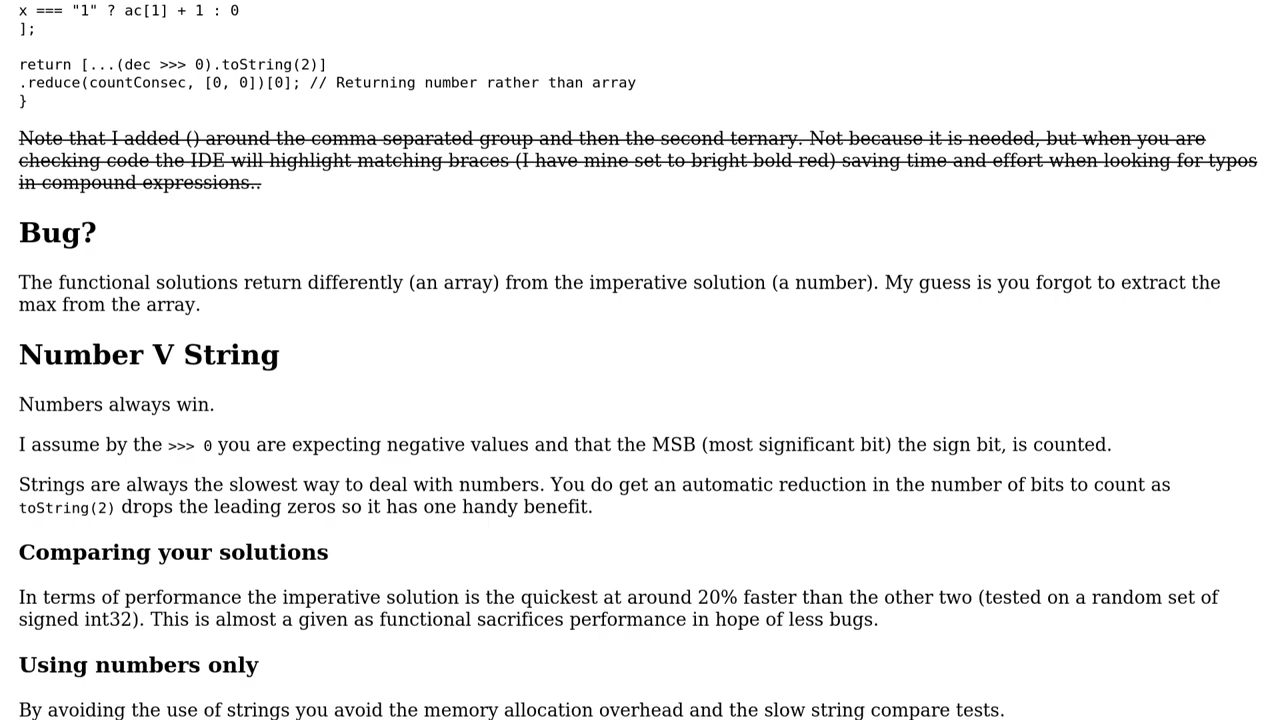 x === "1" ? ac[1] + 1 : 0
];
return [...(dec >>> 0).toString(2)]
.reduce(countConsec, [0, 0])[0]; // Returning number rather than array
}
Note that I added () around the comma separated group and then the second ternary. Not because it is needed, but when you are
checking code the IDE will highlight matching braces (I have mine set to bright bold red) saving time and effort when looking for typos
in compound expressions..
Bug?
The functional solutions return differently (an array) from the imperative solution (a number). My guess is you forgot to extract the
max from the array.
Number V String
Numbers always win.
I assume by the >>> 0 you are expecting negative values and that the MSB (most significant bit) the sign bit, is counted.
Strings are always the slowest way to deal with numbers. You do get an automatic reduction in the number of bits to count as
toString(2) drops the leading zeros so it has one handy benefit.
Comparing your solutions
In terms of performance the imperative solution is the quickest at around 20% faster than the other two (tested on a random set of
signed int32). This is almost a given as functional sacrifices performance in hope of less bugs.
Using numbers only
By avoiding the use of strings you avoid the memory allocation overhead and the slow string compare tests.